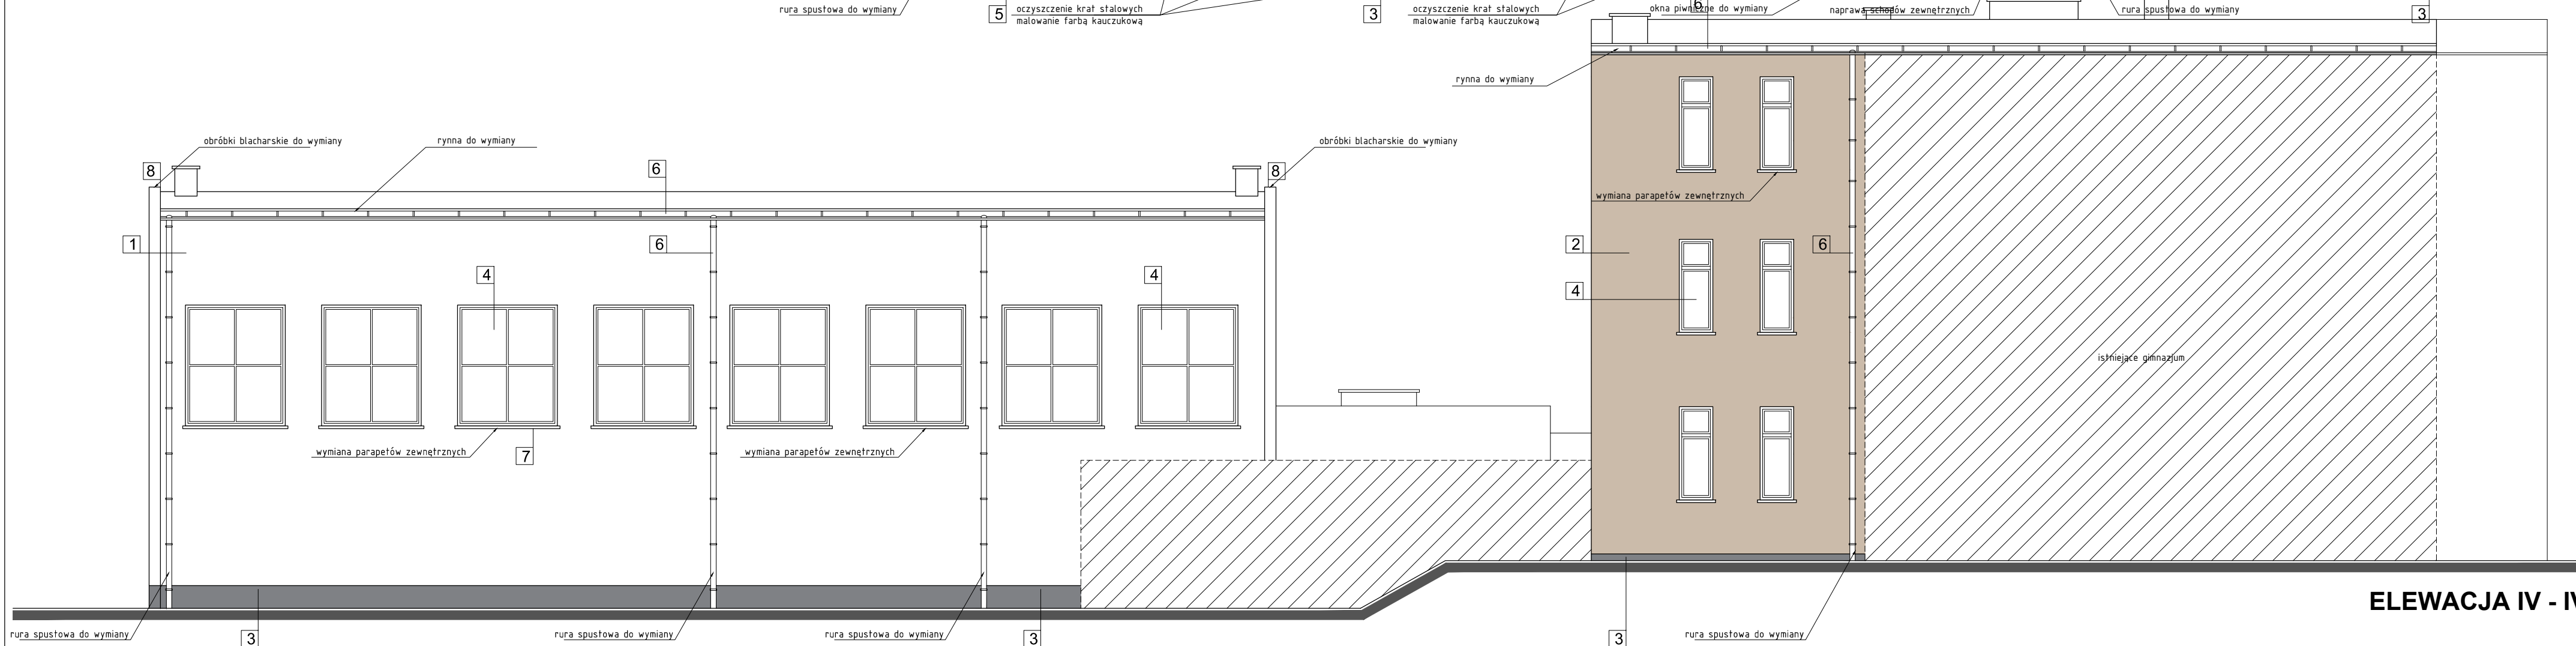 rura spustowa do wymiany
5
oczyszczenie krat stalowych
malowanie farbą kauczukową
3
oczyszczenie krat stalowych
malowanie farbą kauczukową
okna piwniczne do wymiany
6
naprawa schodów zewnętrznych
rura spustowa do wymiany
3
rynna do wymiany
obróbki blacharskie do wymiany
rynna do wymiany
obróbki blacharskie do wymiany
8
6
8
wymiana parapetów zewnętrznych
1
6
2
6
4
4
4
istniejące gimnazjum
wymiana parapetów zewnętrznych
7
wymiana parapetów zewnętrznych
ELEWACJA IV - IV
rura spustowa do wymiany
3
rura spustowa do wymiany
rura spustowa do wymiany
3
3
rura spustowa do wymiany